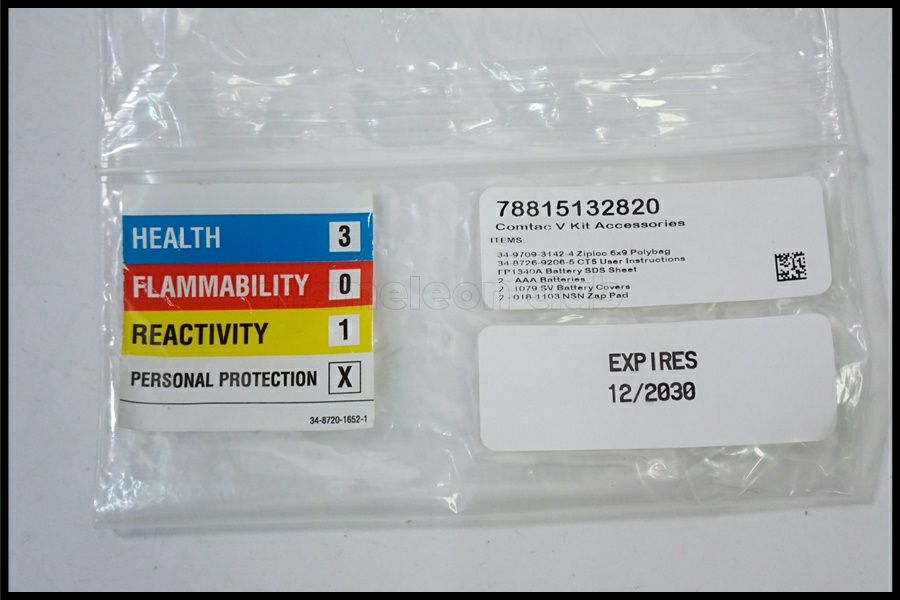 HEALTH 3
FLAMMABILITY 0
REACTIVITY 1
PERSONAL PROTECTION X
34-8720-1652-1
78815132820
Comtac V Kit Accessories
ITEMS:
34-9709-3142-4 Ziploc 6x9 Polybag
34-8726-9206-5 CT5 User Instructions
FP1340A Battery SDS Sheet
2 - AAA Batteries
2 - 1079 SV Battery Covers
2 - 018-1103 NSN Zap Pad
EXPIRES
12/2030